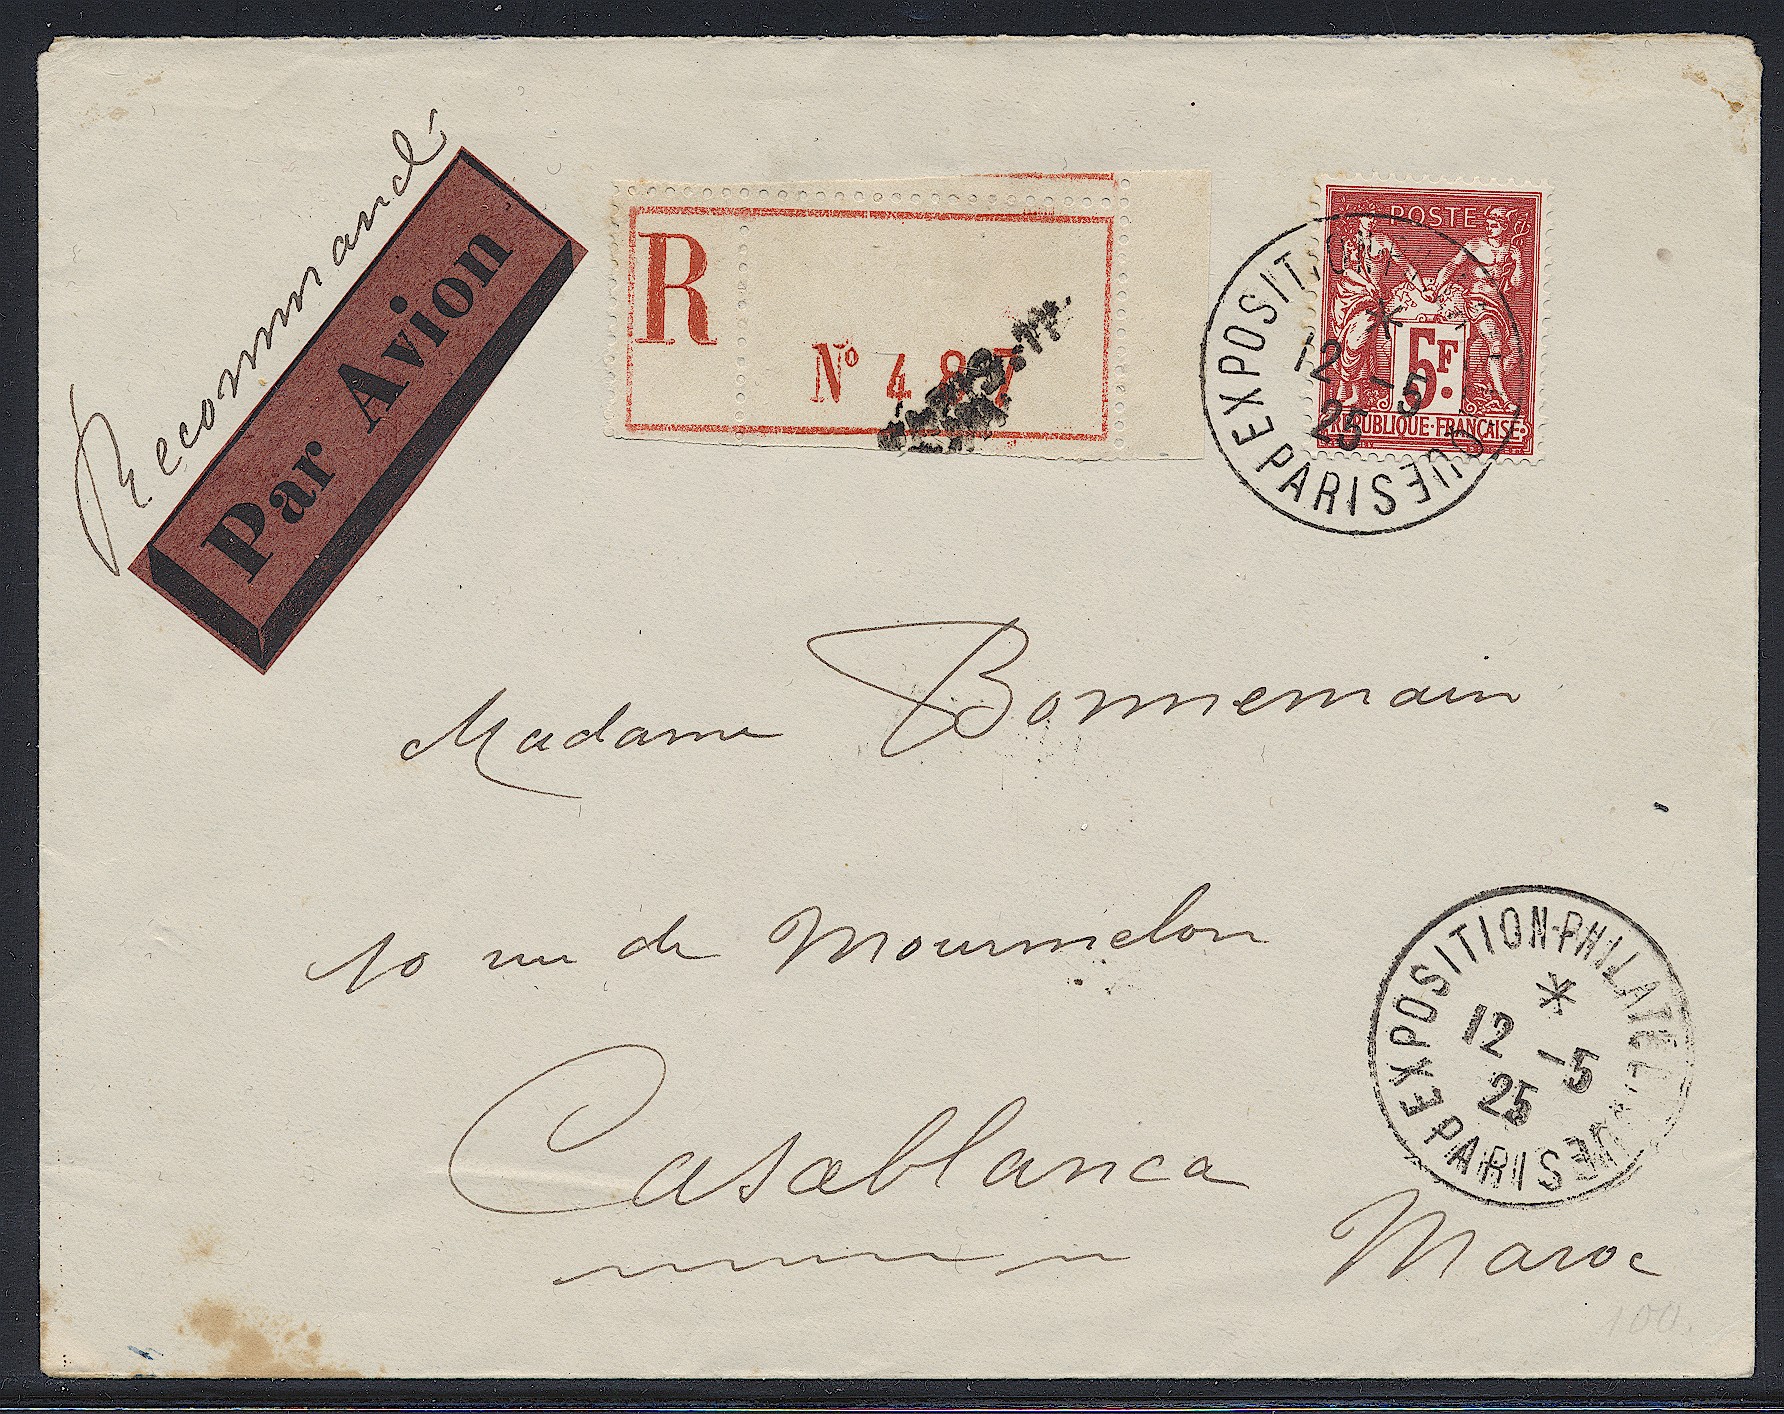 Recommandé
Par Avion
R
Nº 487
POSTE
5F.
REPUBLIQUE·FRANÇAISE
EXPOSITION
PARIS
*
12 -5
25
Madame Bonnemain
10 rue de Mourmelon
Casablanca
Maroc
EXPOSITION-PHILATELIQUE
PARIS
*
12 -5
25
100.